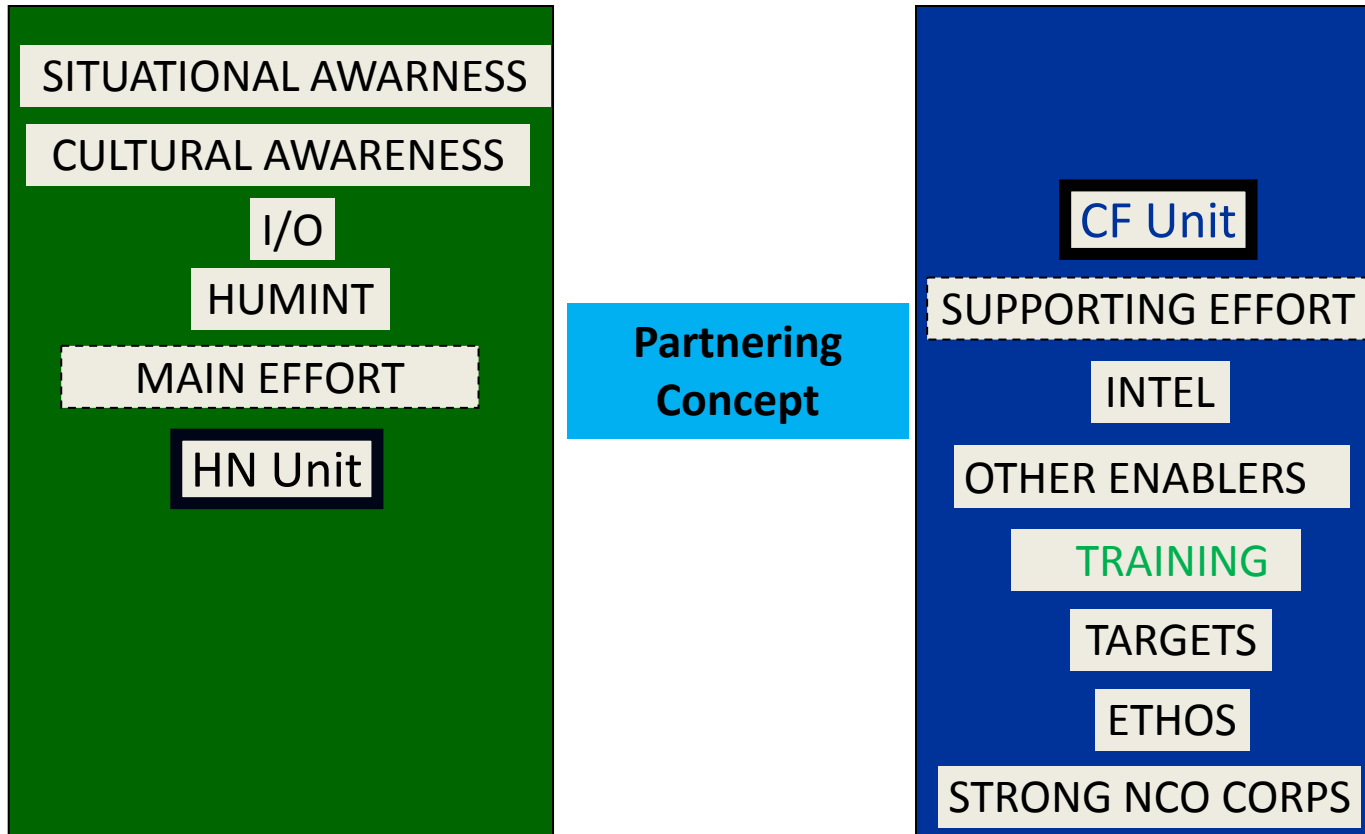 SITUATIONAL AWARNESS
CULTURAL AWARENESS
I/O
HUMINT
MAIN EFFORT
HN Unit
Partnering
Concept
CF Unit
SUPPORTING EFFORT
INTEL
OTHER ENABLERS
TRAINING
TARGETS
ETHOS
STRONG NCO CORPS